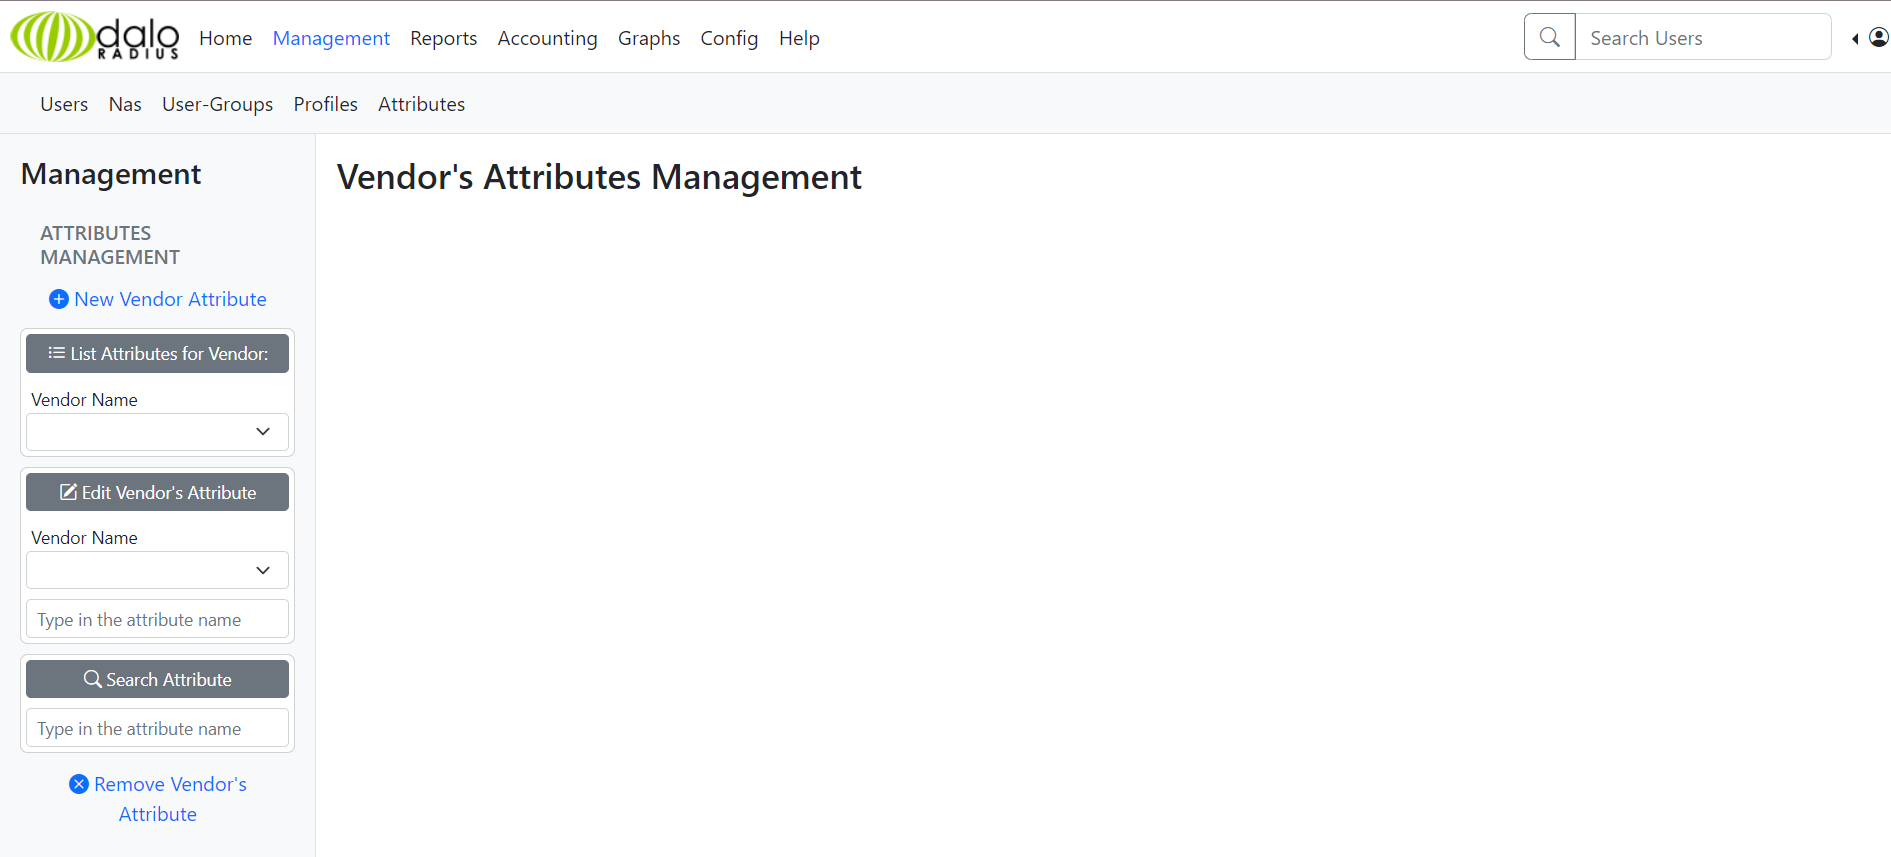 dalo
RADIUS
Home Management Reports Accounting Graphs Config Help
Search Users
Users Nas User-Groups Profiles Attributes
Management
ATTRIBUTES
MANAGEMENT
New Vendor Attribute
List Attributes for Vendor:
Vendor Name
Edit Vendor's Attribute
Vendor Name
Type in the attribute name
Search Attribute
Type in the attribute name
Remove Vendor's
Attribute
Vendor's Attributes Management